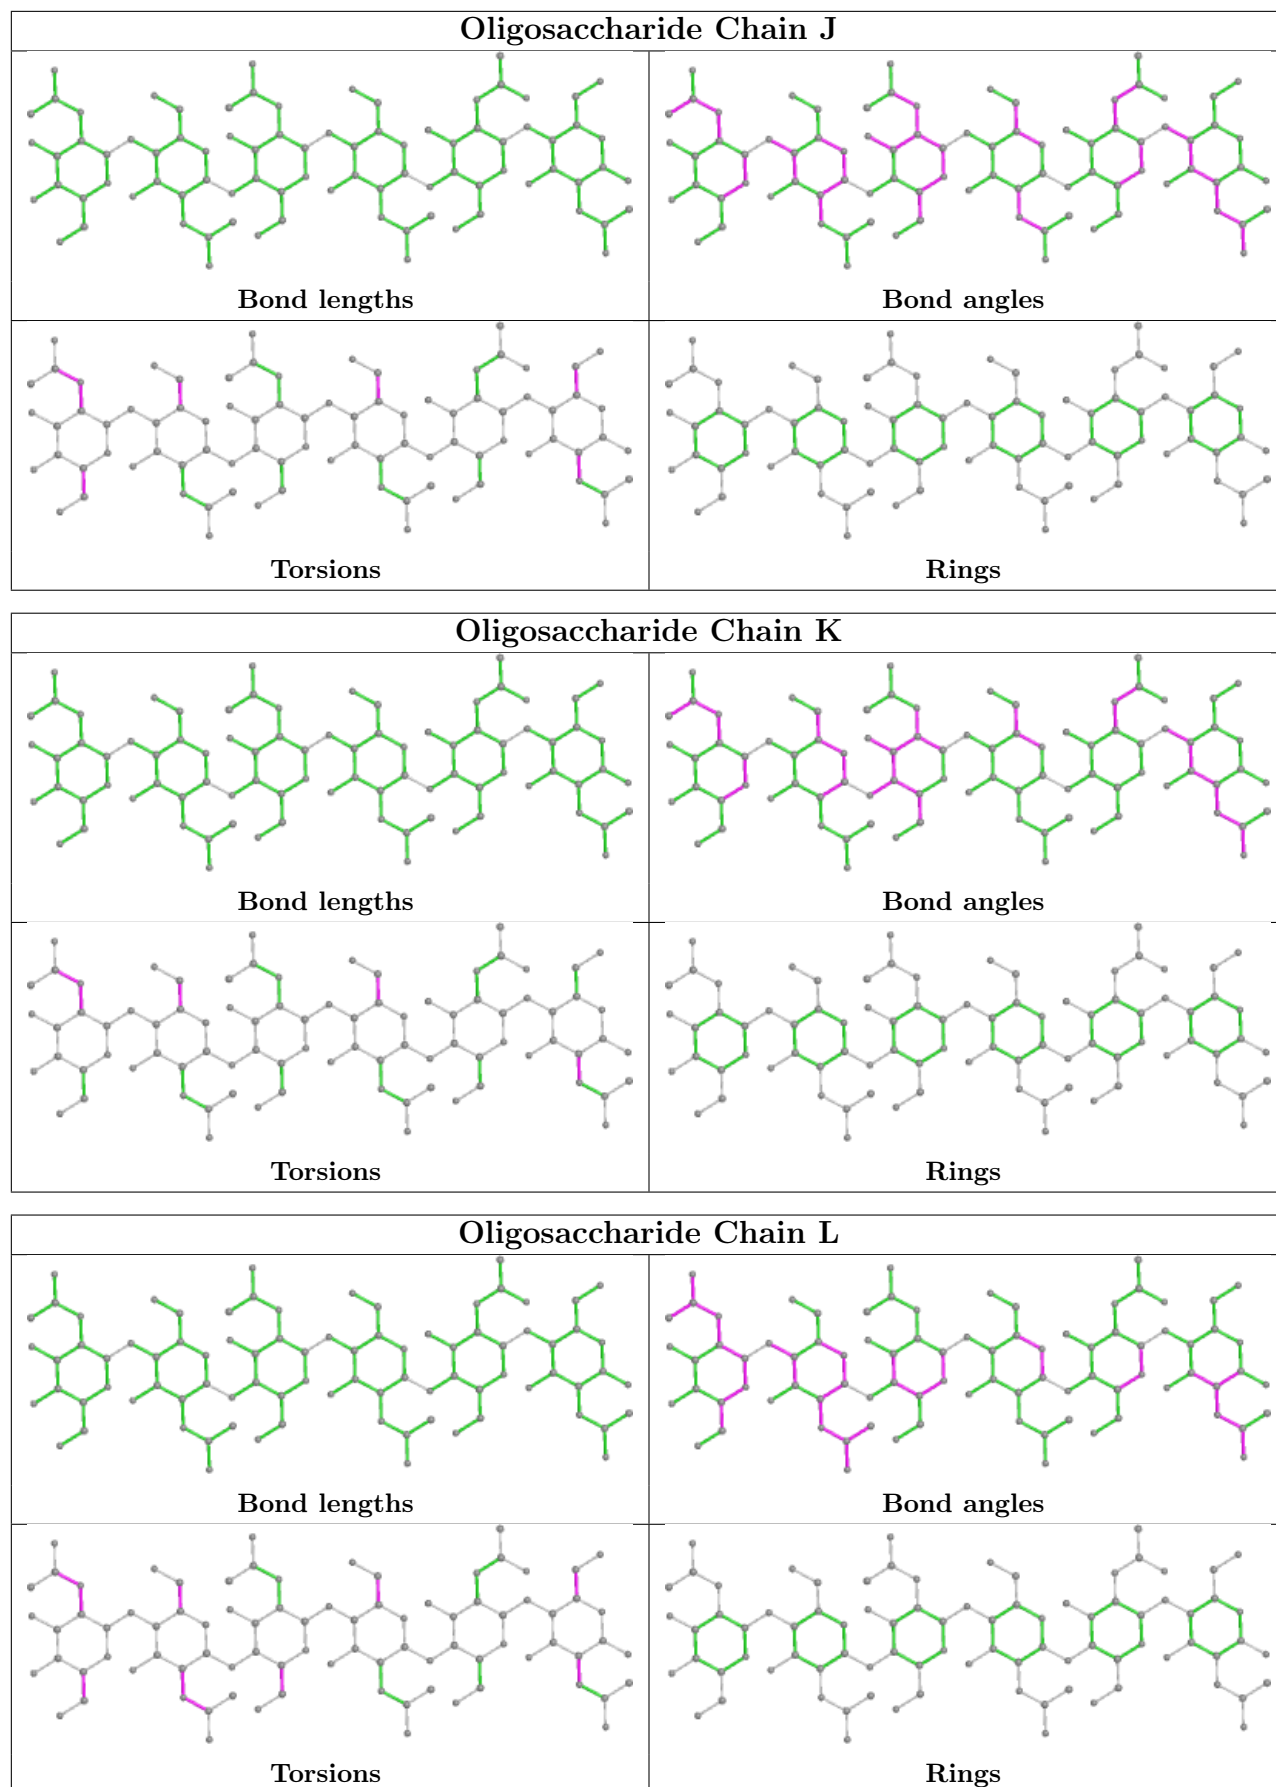 Oligosaccharide Chain J
Bond lengths
Bond angles
Torsions
Rings
Oligosaccharide Chain K
Bond lengths
Bond angles
Torsions
Rings
Oligosaccharide Chain L
Bond lengths
Bond angles
Torsions
Rings